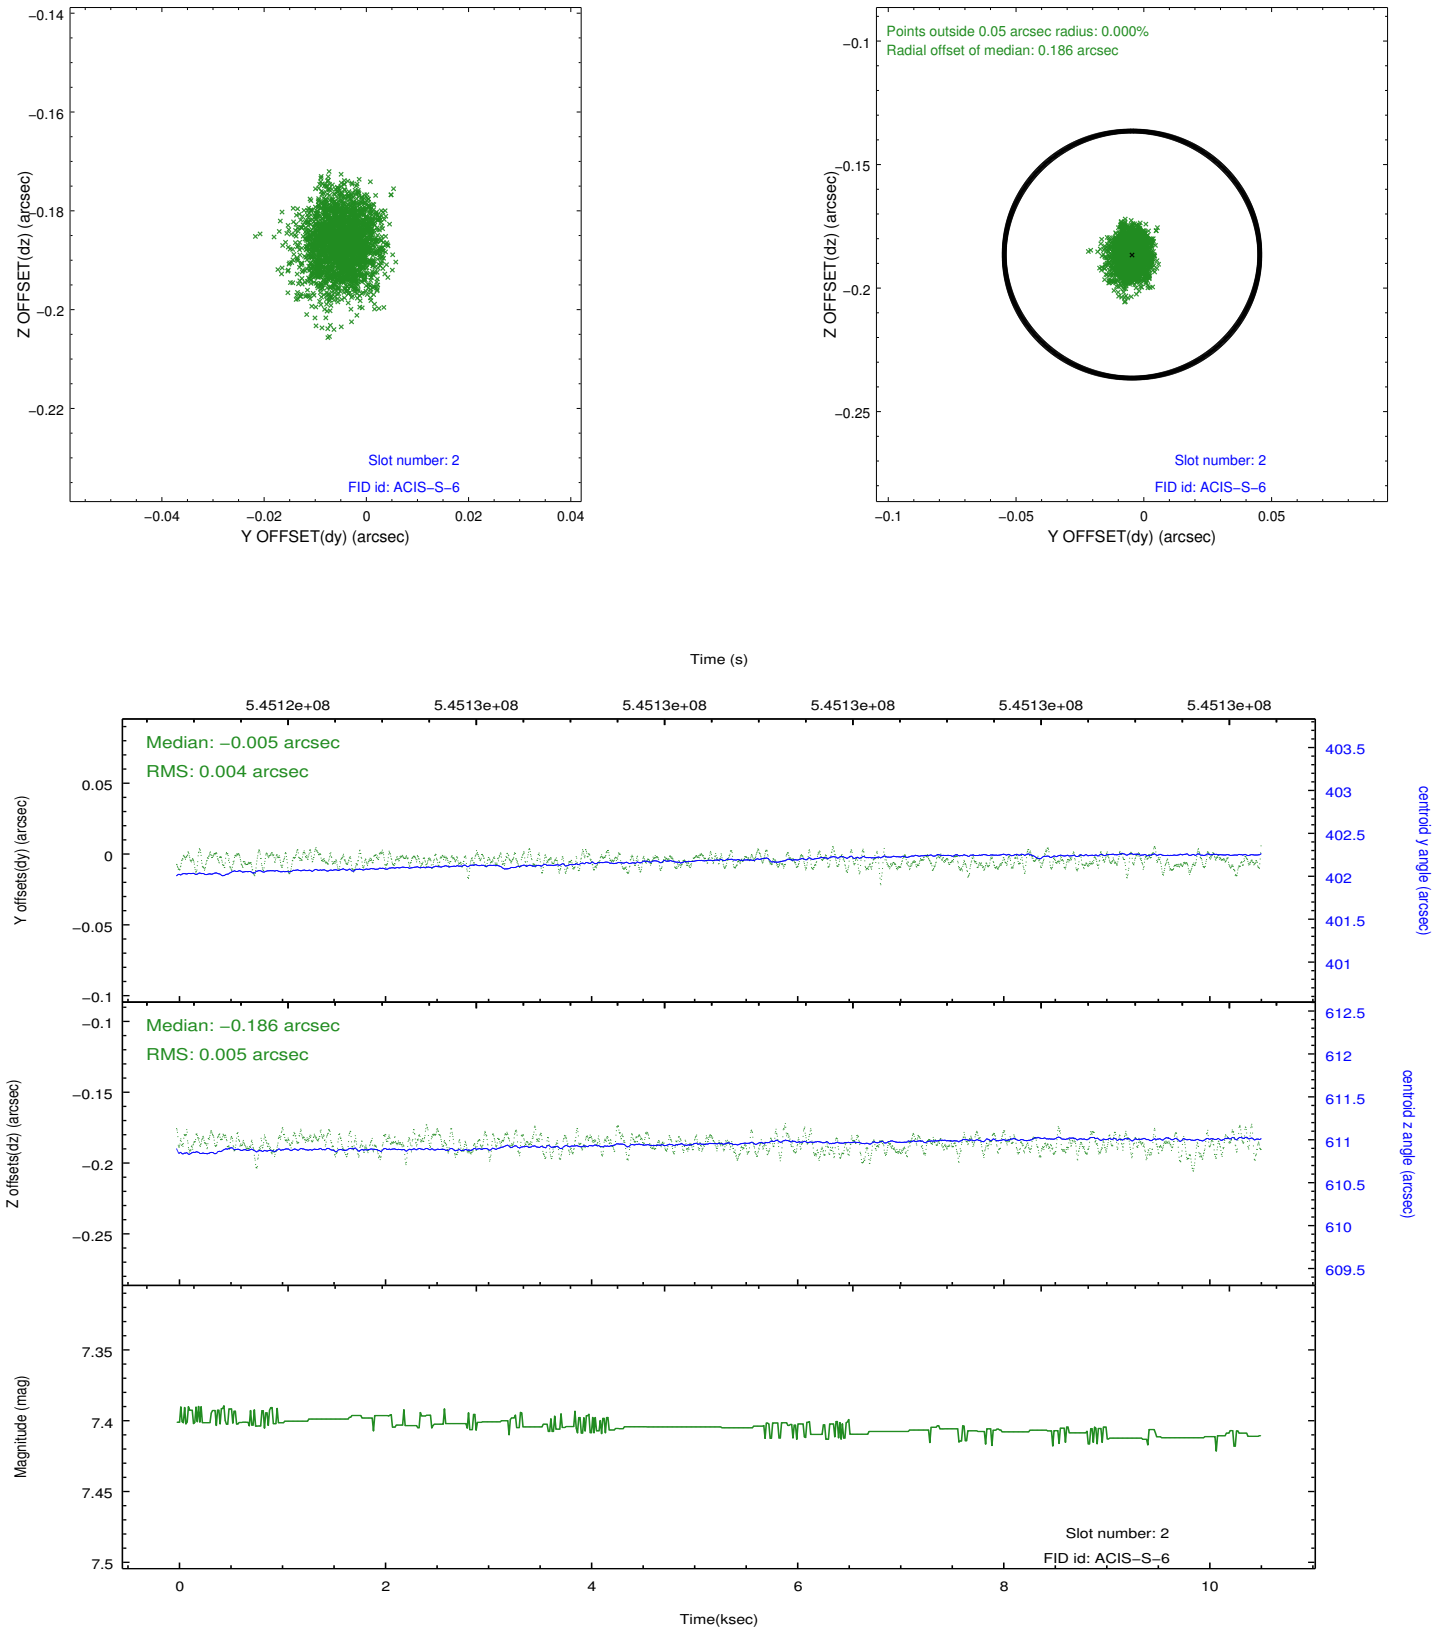 −0.14
−0.16
−0.18
−0.2
−0.22
Z OFFSET(dz) (arcsec)
Slot number: 2
FID id: ACIS−S−6
−0.04
−0.02
0
0.02
0.04
Y OFFSET(dy) (arcsec)
Points outside 0.05 arcsec radius: 0.000%
Radial offset of median: 0.186 arcsec
−0.1
−0.15
−0.2
−0.25
Z OFFSET(dz) (arcsec)
Slot number: 2
FID id: ACIS−S−6
−0.1
−0.05
0
0.05
Y OFFSET(dy) (arcsec)
Time (s)
5.4512e+08
5.4513e+08
5.4513e+08
5.4513e+08
5.4513e+08
5.4513e+08
Median: −0.005 arcsec
RMS: 0.004 arcsec
0.05
0
−0.05
−0.1
Y offsets(dy) (arcsec)
403.5
403
402.5
402
401.5
401
centroid y angle (arcsec)
Median: −0.186 arcsec
RMS: 0.005 arcsec
−0.1
−0.15
−0.2
−0.25
Z offsets(dz) (arcsec)
612.5
612
611.5
611
610.5
610
609.5
centroid z angle (arcsec)
7.35
7.4
7.45
7.5
Magnitude (mag)
Slot number: 2
FID id: ACIS−S−6
0
2
4
6
8
10
Time(ksec)